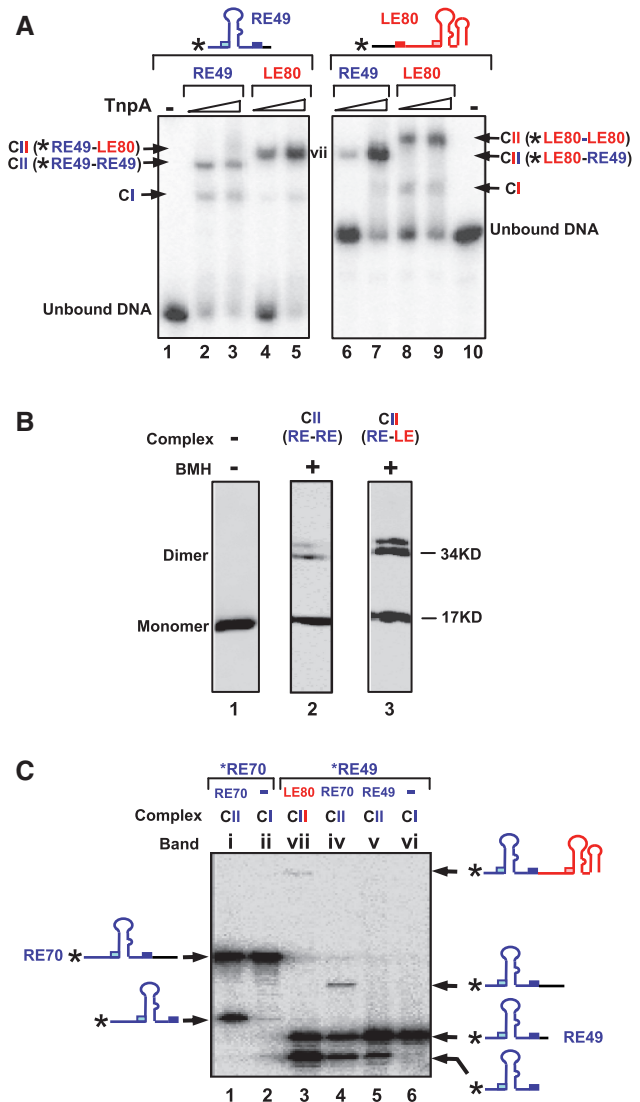 A
* RE49
LE80
*
RE49 LE80
RE49 LE80
TnpA - -
CII (*RE49-LE80)
CII (*RE49-RE49)
CI
Unbound DNA
vii
CII (*LE80-LE80)
CII (*LE80-RE49)
CI
Unbound DNA
1 2 3 4 5 6 7 8 9 10
B
Complex - CII (RE-RE) CII (RE-LE)
BMH - + +
Dimer
Monomer
34KD
17KD
1 2 3
C
*RE70 *RE49
RE70 - LE80 RE70 RE49 -
Complex CII CI CII CII CII CI
Band i ii vii iv v vi
RE70 *
*
*
*
* RE49
*
1 2 3 4 5 6